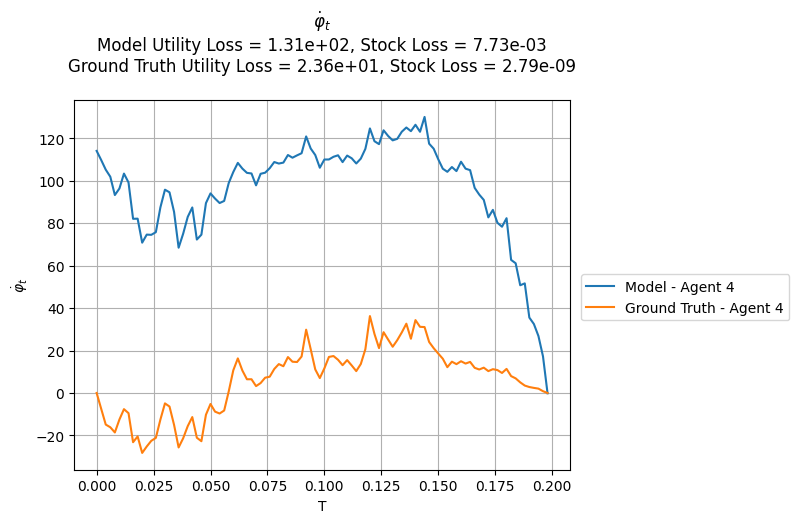 φ̇ₜ
Model Utility Loss = 1.31e+02, Stock Loss = 7.73e-03
Ground Truth Utility Loss = 2.36e+01, Stock Loss = 2.79e-09
120
100
80
60
40
20
0
−20
φ̇ₜ
0.000 0.025 0.050 0.075 0.100 0.125 0.150 0.175 0.200
T
Model - Agent 4
Ground Truth - Agent 4